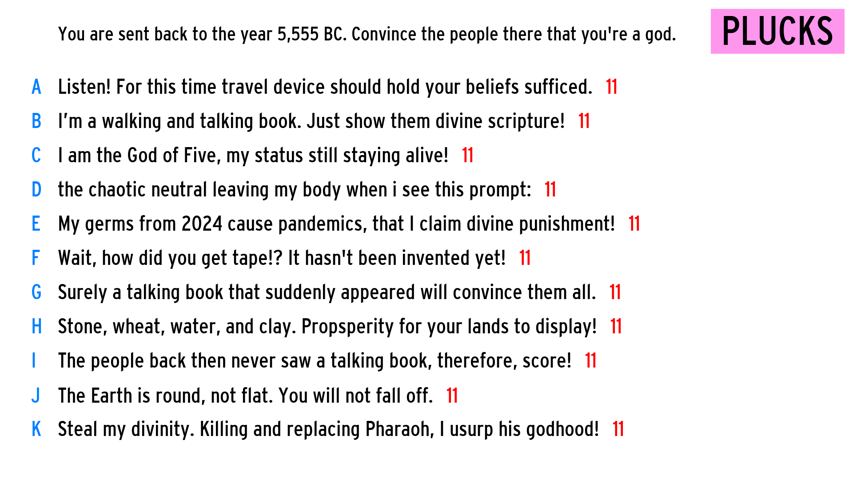 You are sent back to the year 5,555 BC. Convince the people there that you're a god.
PLUCKS
A Listen! For this time travel device should hold your beliefs sufficed. 11
B I'm a walking and talking book. Just show them divine scripture! 11
C I am the God of Five, my status still staying alive! 11
D the chaotic neutral leaving my body when i see this prompt: 11
E My germs from 2024 cause pandemics, that I claim divine punishment! 11
F Wait, how did you get tape!? It hasn't been invented yet! 11
G Surely a talking book that suddenly appeared will convince them all. 11
H Stone, wheat, water, and clay. Propsperity for your lands to display! 11
I The people back then never saw a talking book, therefore, score! 11
J The Earth is round, not flat. You will not fall off. 11
K Steal my divinity. Killing and replacing Pharaoh, I usurp his godhood! 11